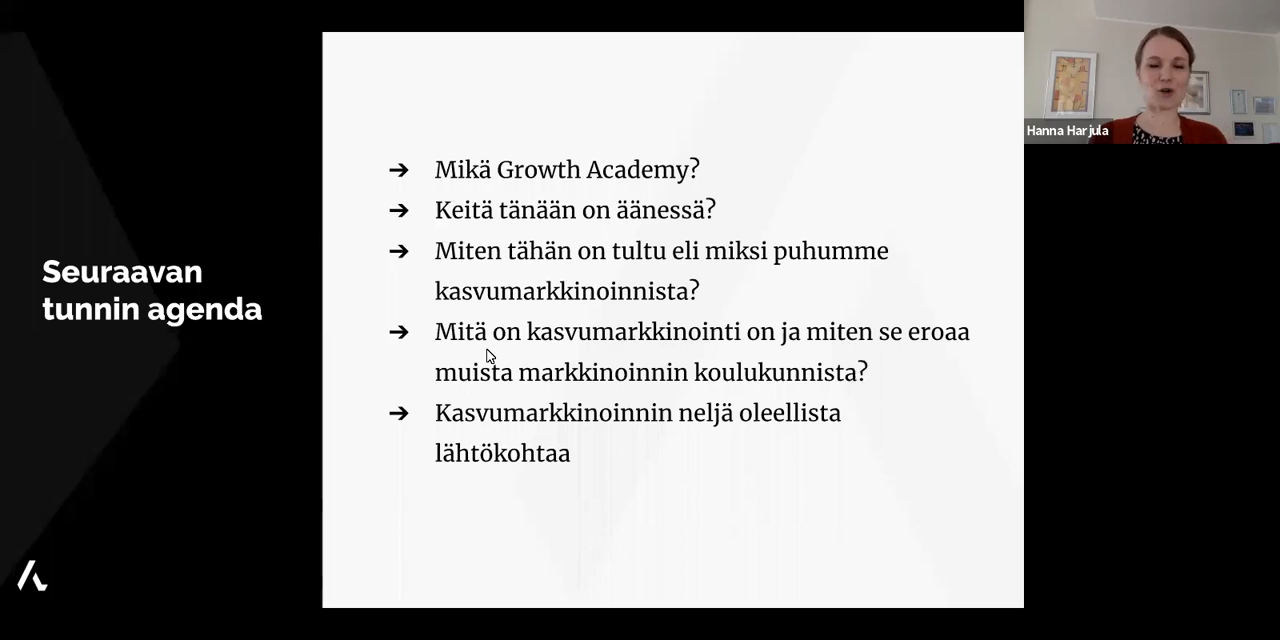 Seuraavan
tunnin agenda
➔ Mikä Growth Academy?
➔ Keitä tänään on äänessä?
➔ Miten tähän on tultu eli miksi puhumme
kasvumarkkinoinnista?
➔ Mitä on kasvumarkkinointi on ja miten se eroaa
muista markkinoinnin koulukunnista?
➔ Kasvumarkkinoinnin neljä oleellista
lähtökohtaa
Hanna Harjula